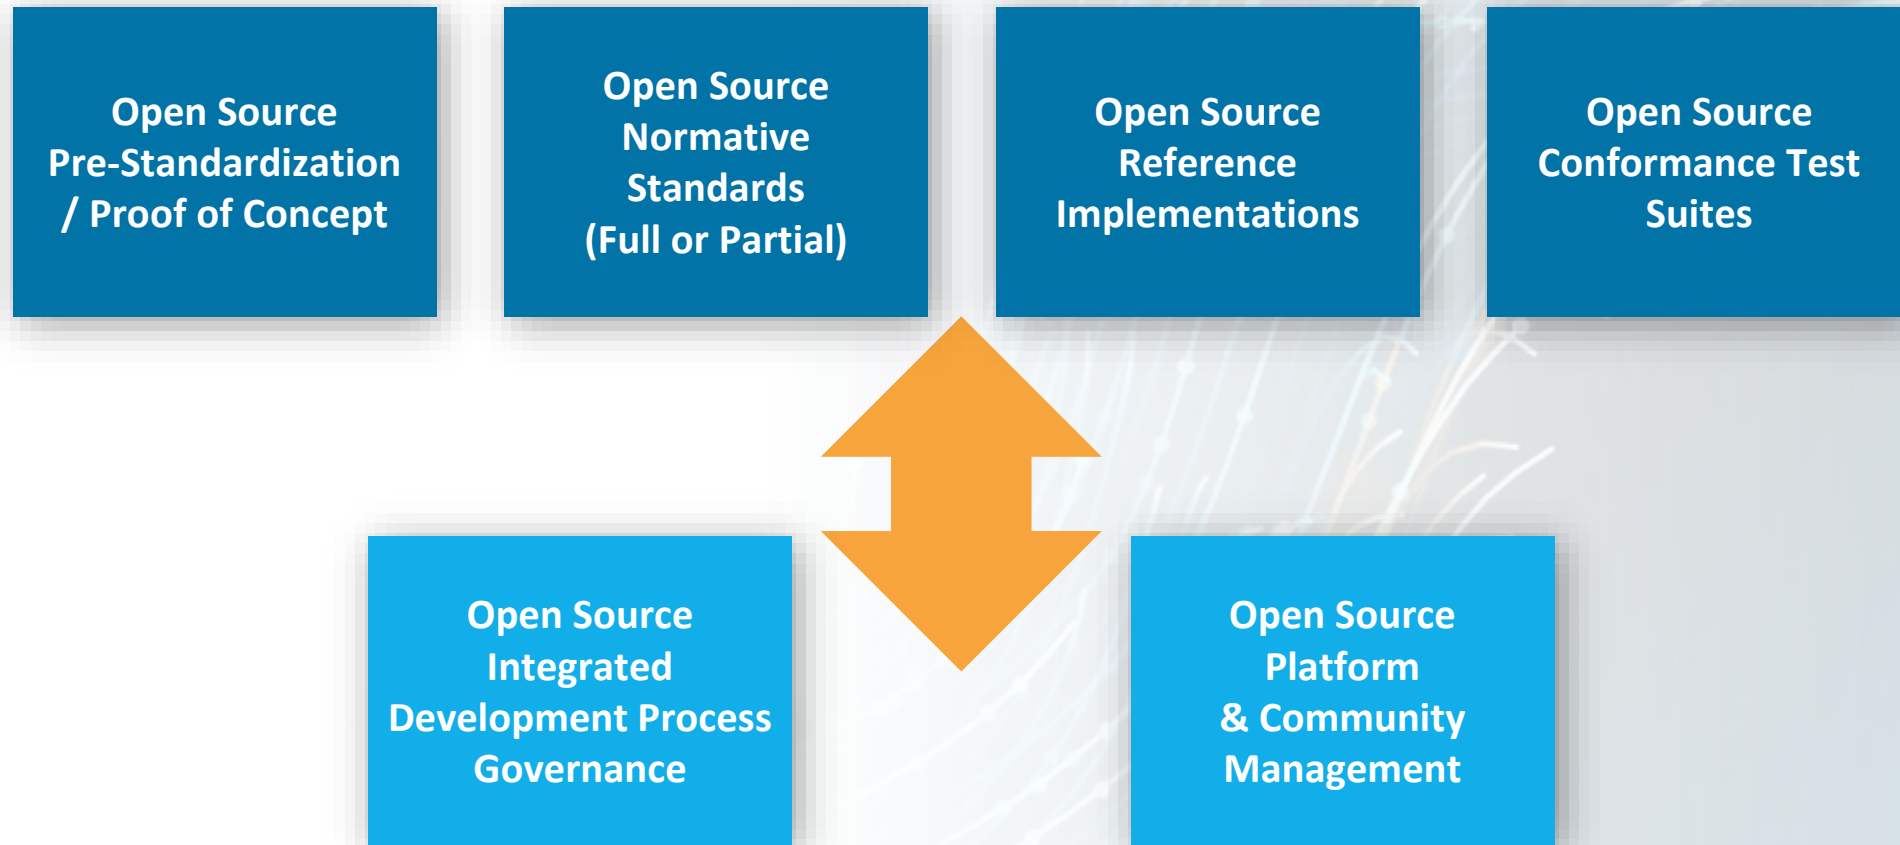 Open Source
Pre-Standardization
/ Proof of Concept
Open Source
Normative
Standards
(Full or Partial)
Open Source
Reference
Implementations
Open Source
Conformance Test
Suites
Open Source
Integrated
Development Process
Governance
Open Source
Platform
& Community
Management